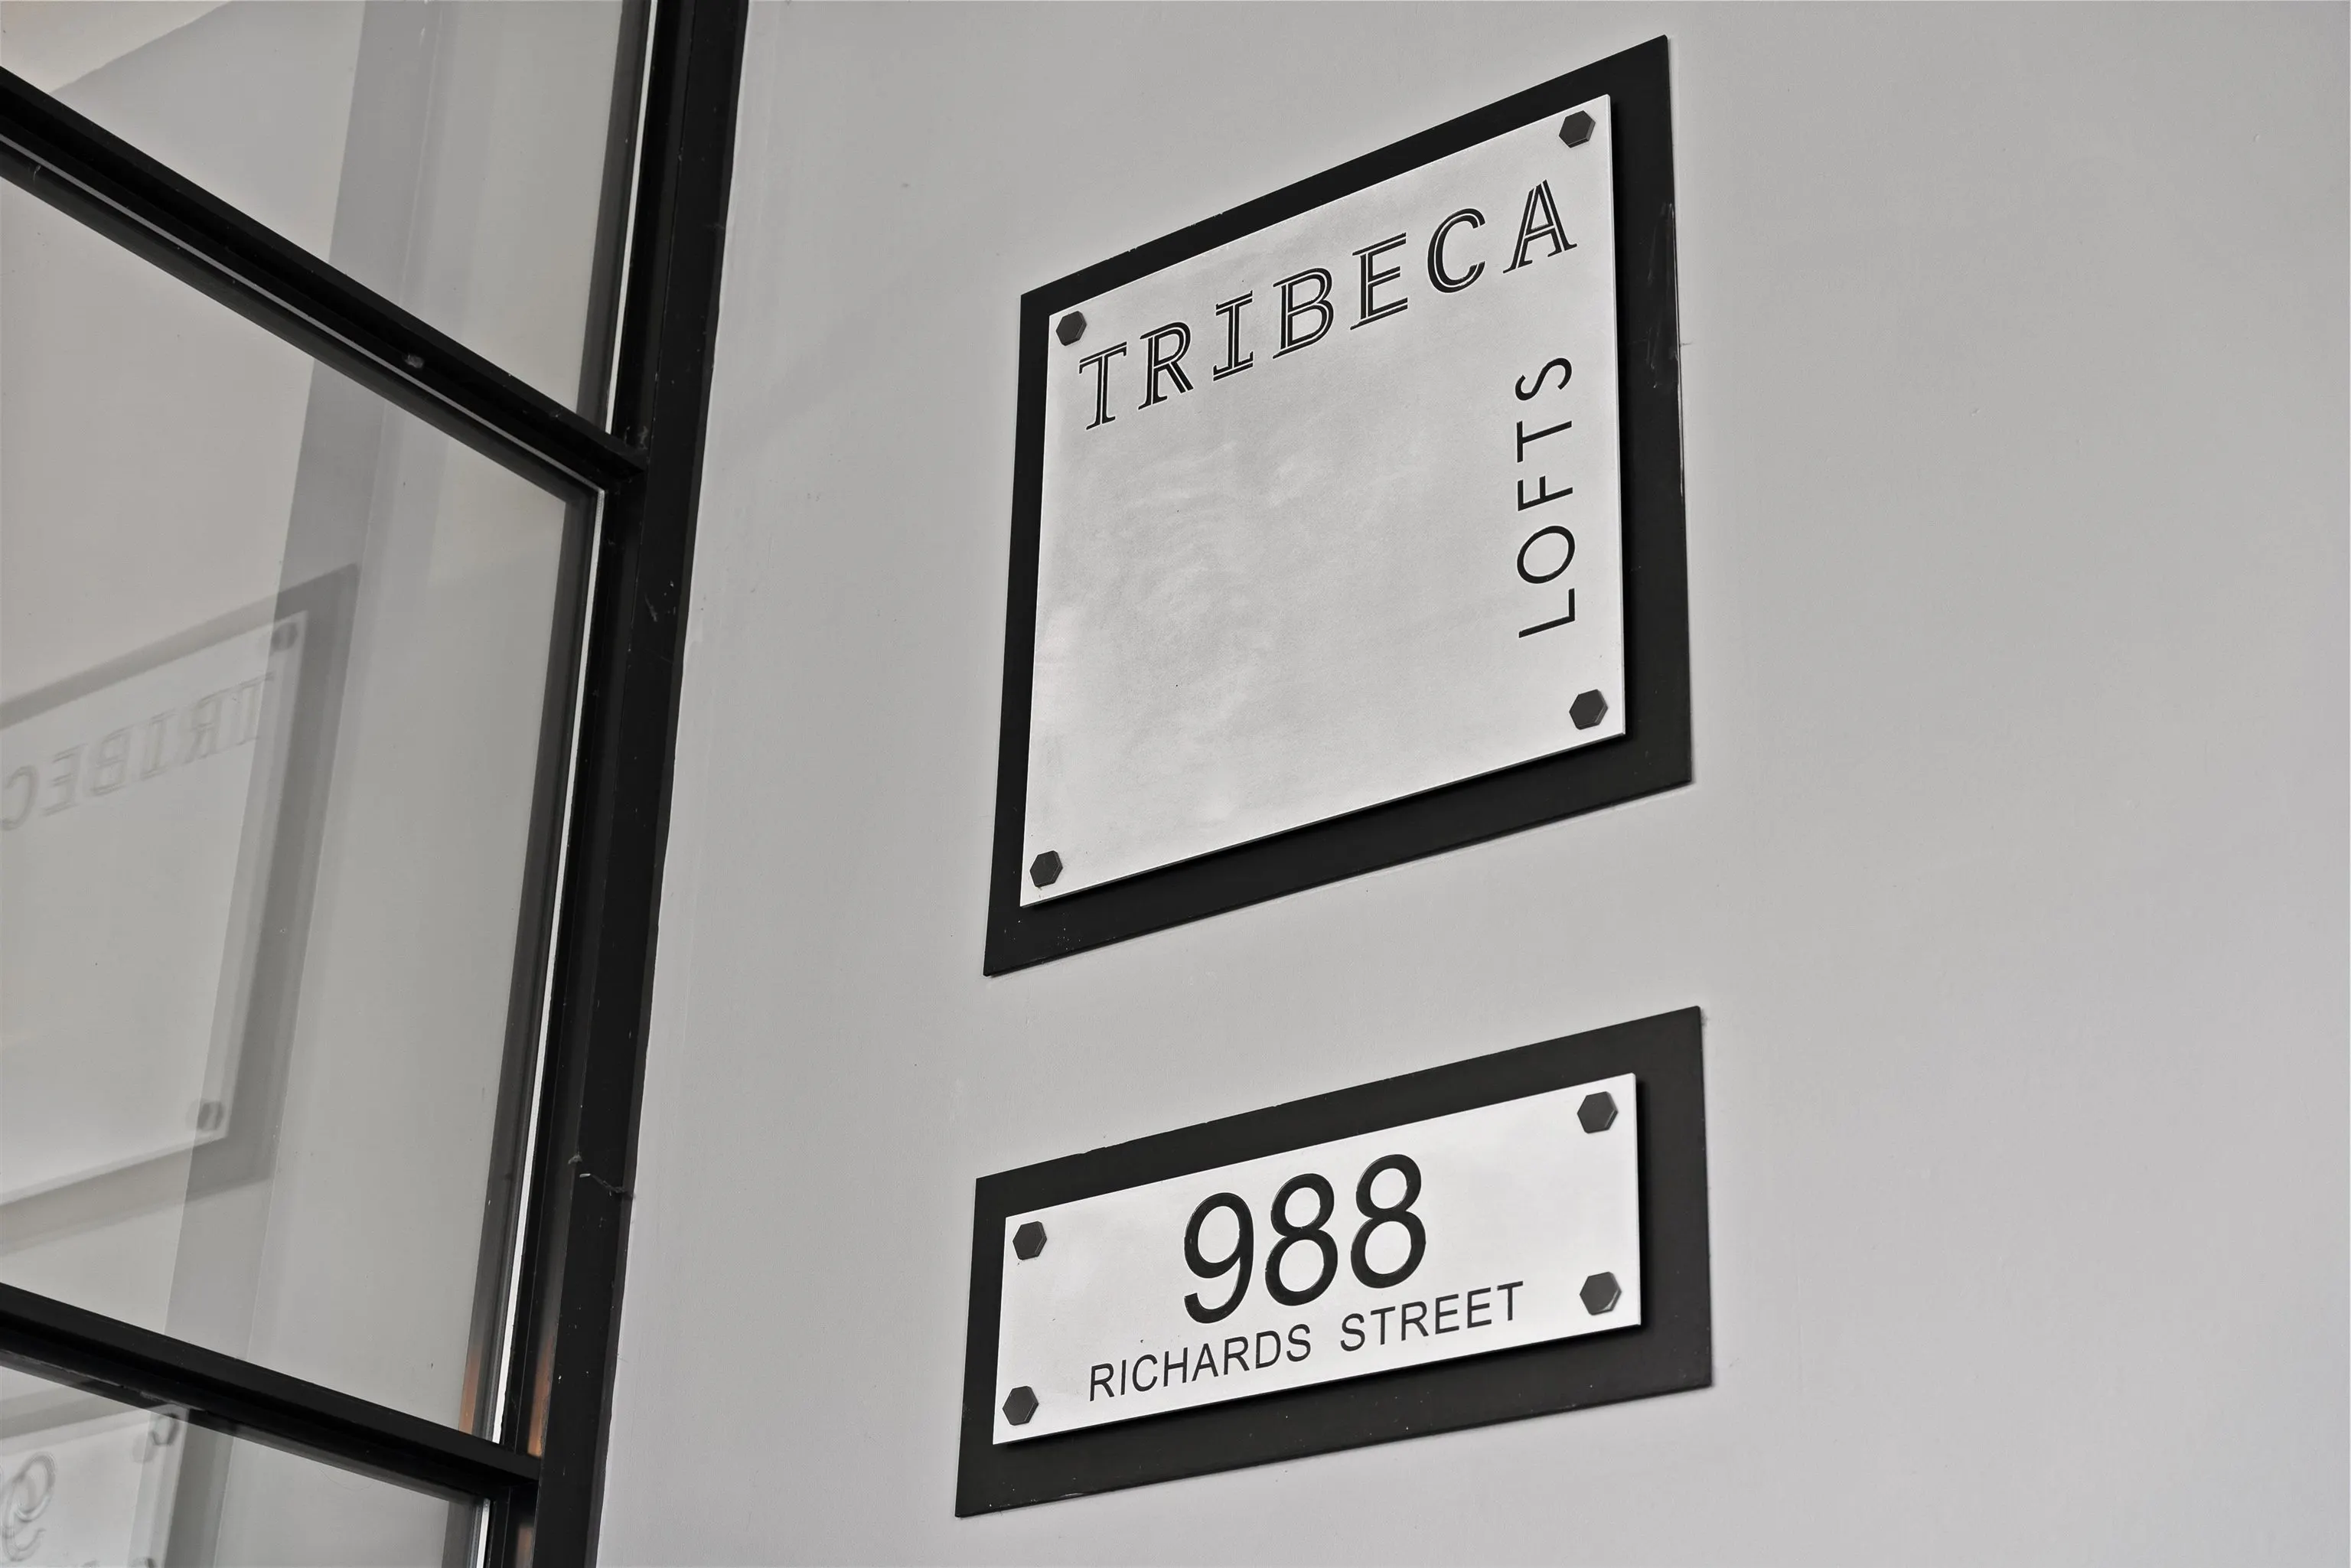 TRIBECA
LOFTS
988
RICHARDS STREET